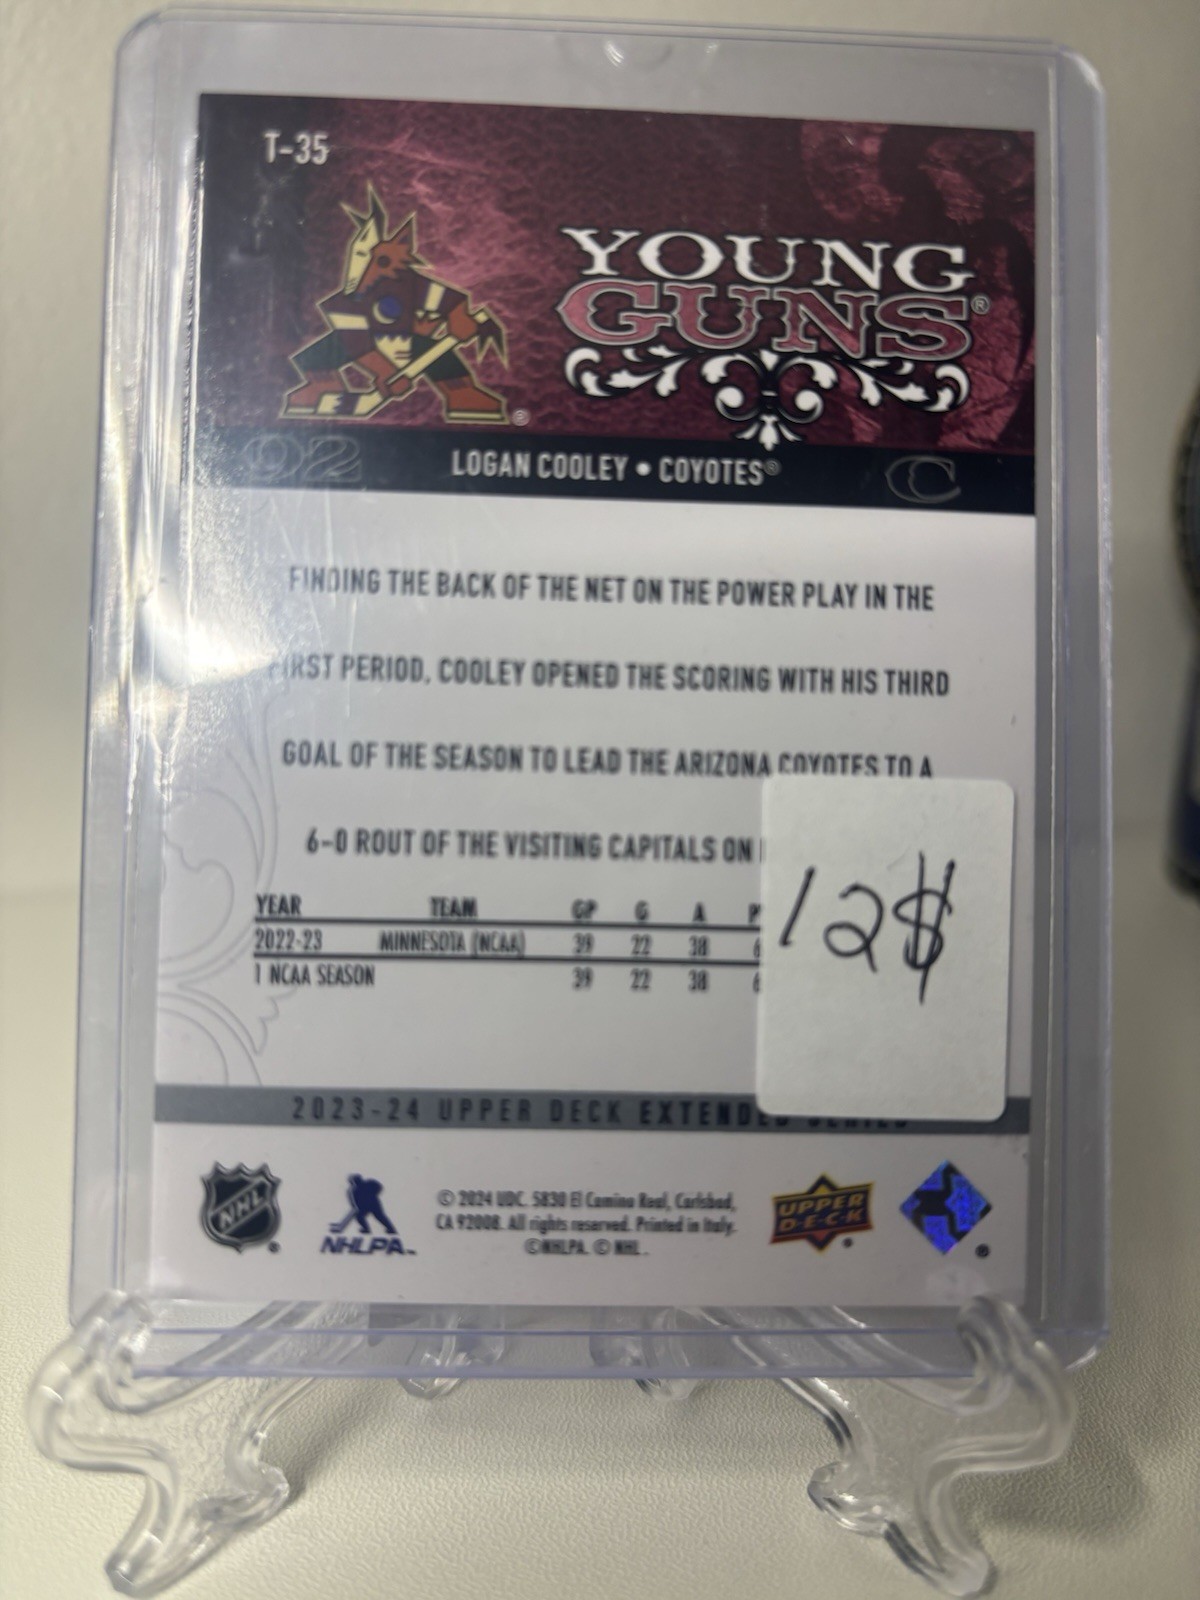 T-35
YOUNG
GUNS®
92 LOGAN COOLEY • COYOTES® C
FINDING THE BACK OF THE NET ON THE POWER PLAY IN THE
FIRST PERIOD, COOLEY OPENED THE SCORING WITH HIS THIRD
GOAL OF THE SEASON TO LEAD THE ARIZONA COYOTES TO A
6-0 ROUT OF THE VISITING CAPITALS ON
12$
YEAR TEAM GP G A
2022-23 MINNESOTA (NCAA) 39 22 38
1 NCAA SEASON 39 22 38
2023-24 UPPER DECK EXTENDED SERIES
NHL
NHLPA
© 2024 UDC. 5830 El Camino Real, Carlsbad,
CA 92008. All rights reserved. Printed in Italy.
©NHLPA. © NHL.
UPPER
DECK